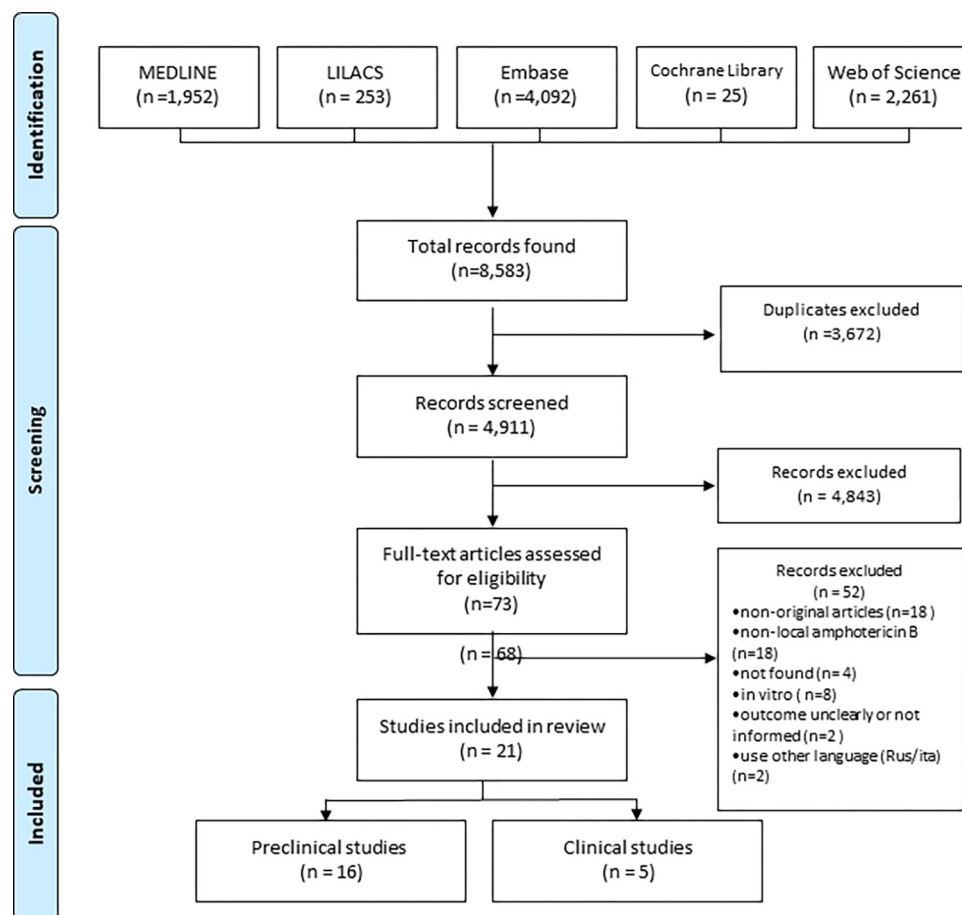 Identification
MEDLINE
(n =1,952)
LILACS
(n = 253)
Embase
(n =4,092)
Cochrane Library
(n = 25)
Web of Science
(n = 2,261)
Screening
Total records found
(n=8,583)
Duplicates excluded
(n =3,672)
Records screened
(n = 4,911)
Records excluded
(n = 4,843)
Full-text articles assessed
for eligibility
(n=73)
(n = 68)
Records excluded
(n = 52)
•non-original articles (n=18 )
•non-local amphotericin B
(n=18)
•not found (n= 4)
•in vitro ( n=8)
•outcome unclearly or not
informed (n=2 )
•use other language (Rus/ita)
(n=2)
Included
Studies included in review
(n = 21)
Preclinical studies
(n = 16)
Clinical studies
(n = 5)